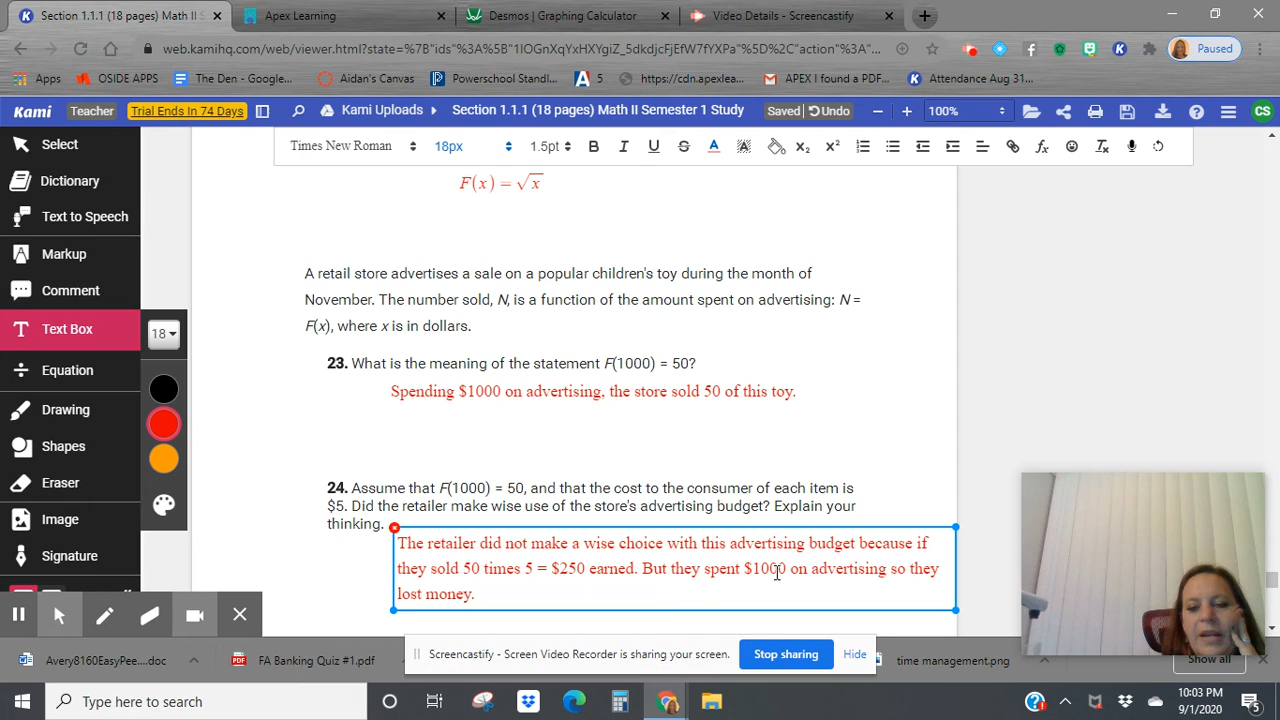 Section 1.1.1 (18 pages) Math II S
Apex Learning
Desmos | Graphing Calculator
Video Details - Screencastify
web.kamihq.com/web/viewer.html?state=%7B"ids"%3A%5B"1IOGnXqYxHXYgiZ_5dkdjcFjEfW7fYXPa"%5D%2C"action"%3A...
Paused
Apps
OSIDE APPS
The Den - Google...
Aidan's Canvas
Powerschool Standl...
5
https://cdn.apea...
APEX I found a PDF...
Attendance Aug 31...
Kami
Teacher
Trial Ends In 74 Days
Kami Uploads
Section 1.1.1 (18 pages) Math II Semester 1 Study
Saved
Undo
100%
CS
Times New Roman
18px
1.5pt
Select
Dictionary
Text to Speech
Markup
Comment
Text Box
18
Equation
Drawing
Shapes
Eraser
Image
Signature
F(x) = √x
A retail store advertises a sale on a popular children's toy during the month of
November. The number sold, N, is a function of the amount spent on advertising: N =
F(x), where x is in dollars.
23. What is the meaning of the statement F(1000) = 50?
Spending $1000 on advertising, the store sold 50 of this toy.
24. Assume that F(1000) = 50, and that the cost to the consumer of each item is
$5. Did the retailer make wise use of the store's advertising budget? Explain your
thinking.
The retailer did not make a wise choice with this advertising budget because if
they sold 50 times 5 = $250 earned. But they spent $1000 on advertising so they
lost money.
Screencastify - Screen Video Recorder is sharing your screen.
Stop sharing
Hide
Avery8160EasyPee....doc
FA Banking Quiz #1.pdf
time management.png
Show all
Type here to search
10:03 PM
9/1/2020
5